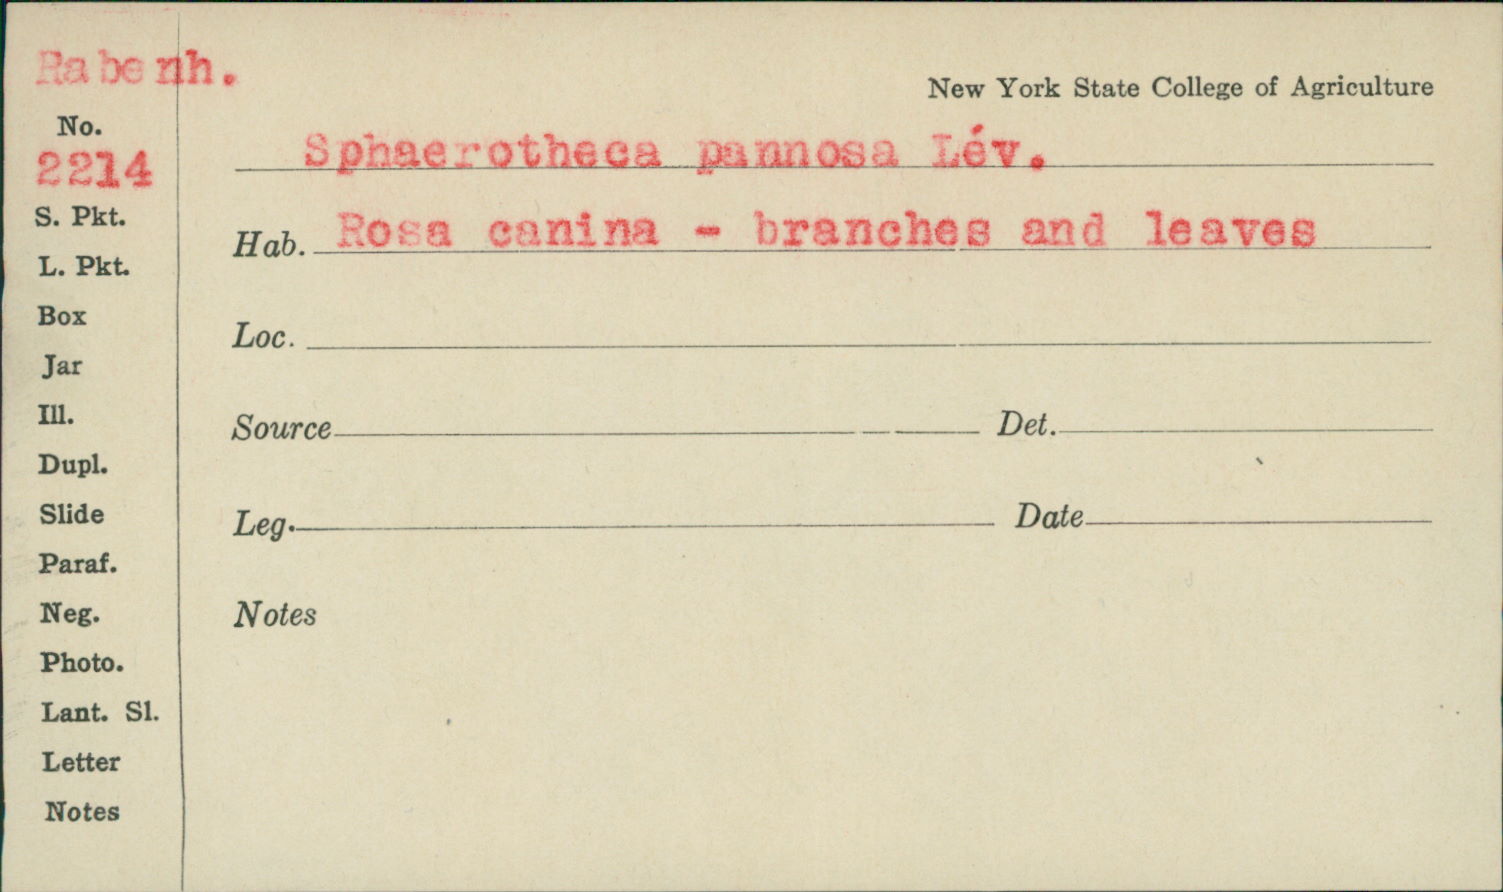 Rabenh.
New York State College of Agriculture
No.
2214
Sphaerotheca pannosa Lév.
S. Pkt.
Hab. Rosa canina - branches and leaves
L. Pkt.
Box
Loc.
Jar
Ill.
Source Det.
Dupl.
Slide
Leg. Date
Paraf.
Neg.
Notes
Photo.
Lant. Sl.
Letter
Notes